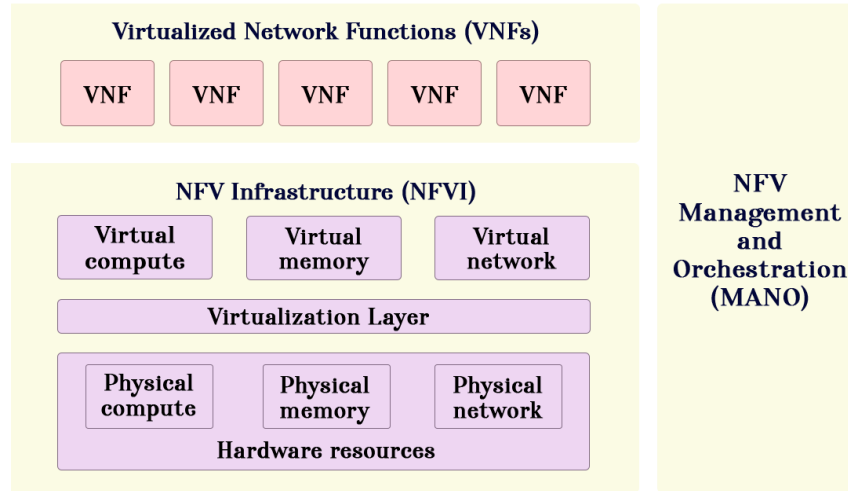 Virtualized Network Functions (VNFs)
VNF VNF VNF VNF VNF
NFV Infrastructure (NFVI)
Virtual
compute
Virtual
memory
Virtual
network
Virtualization Layer
Physical
compute
Physical
memory
Physical
network
Hardware resources
NFV
Management
and
Orchestration
(MANO)